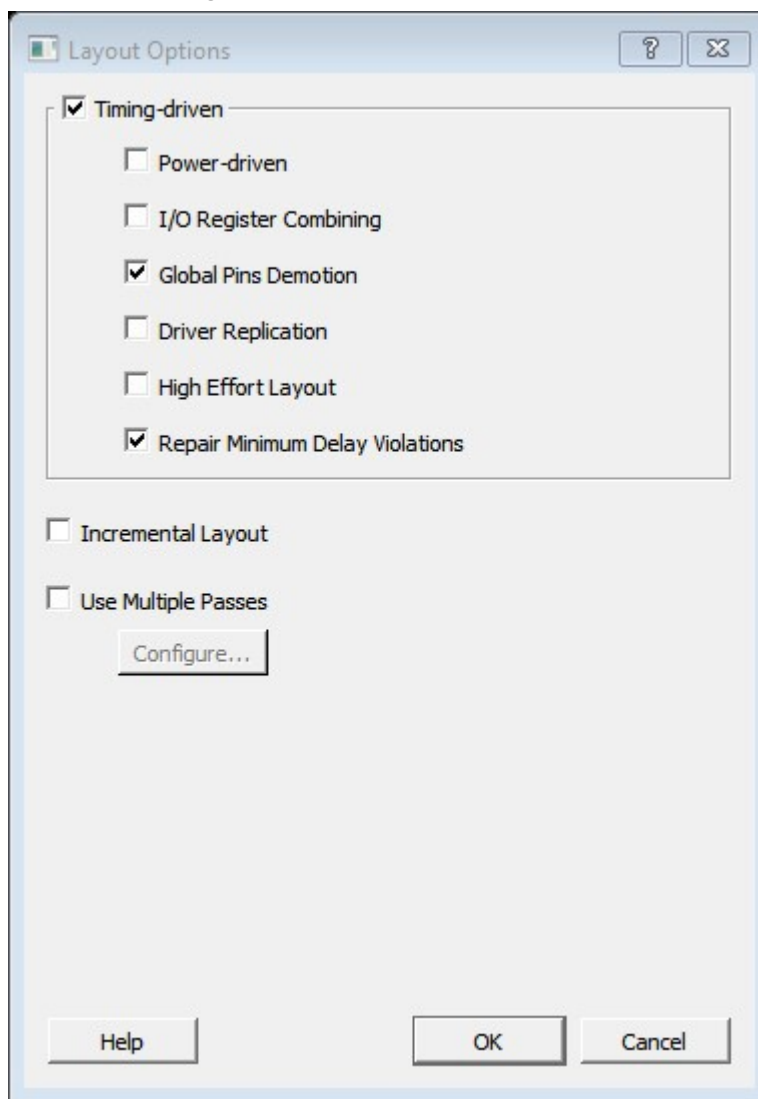 Layout Options
Timing-driven
Power-driven
I/O Register Combining
Global Pins Demotion
Driver Replication
High Effort Layout
Repair Minimum Delay Violations
Incremental Layout
Use Multiple Passes
Configure...
Help OK Cancel